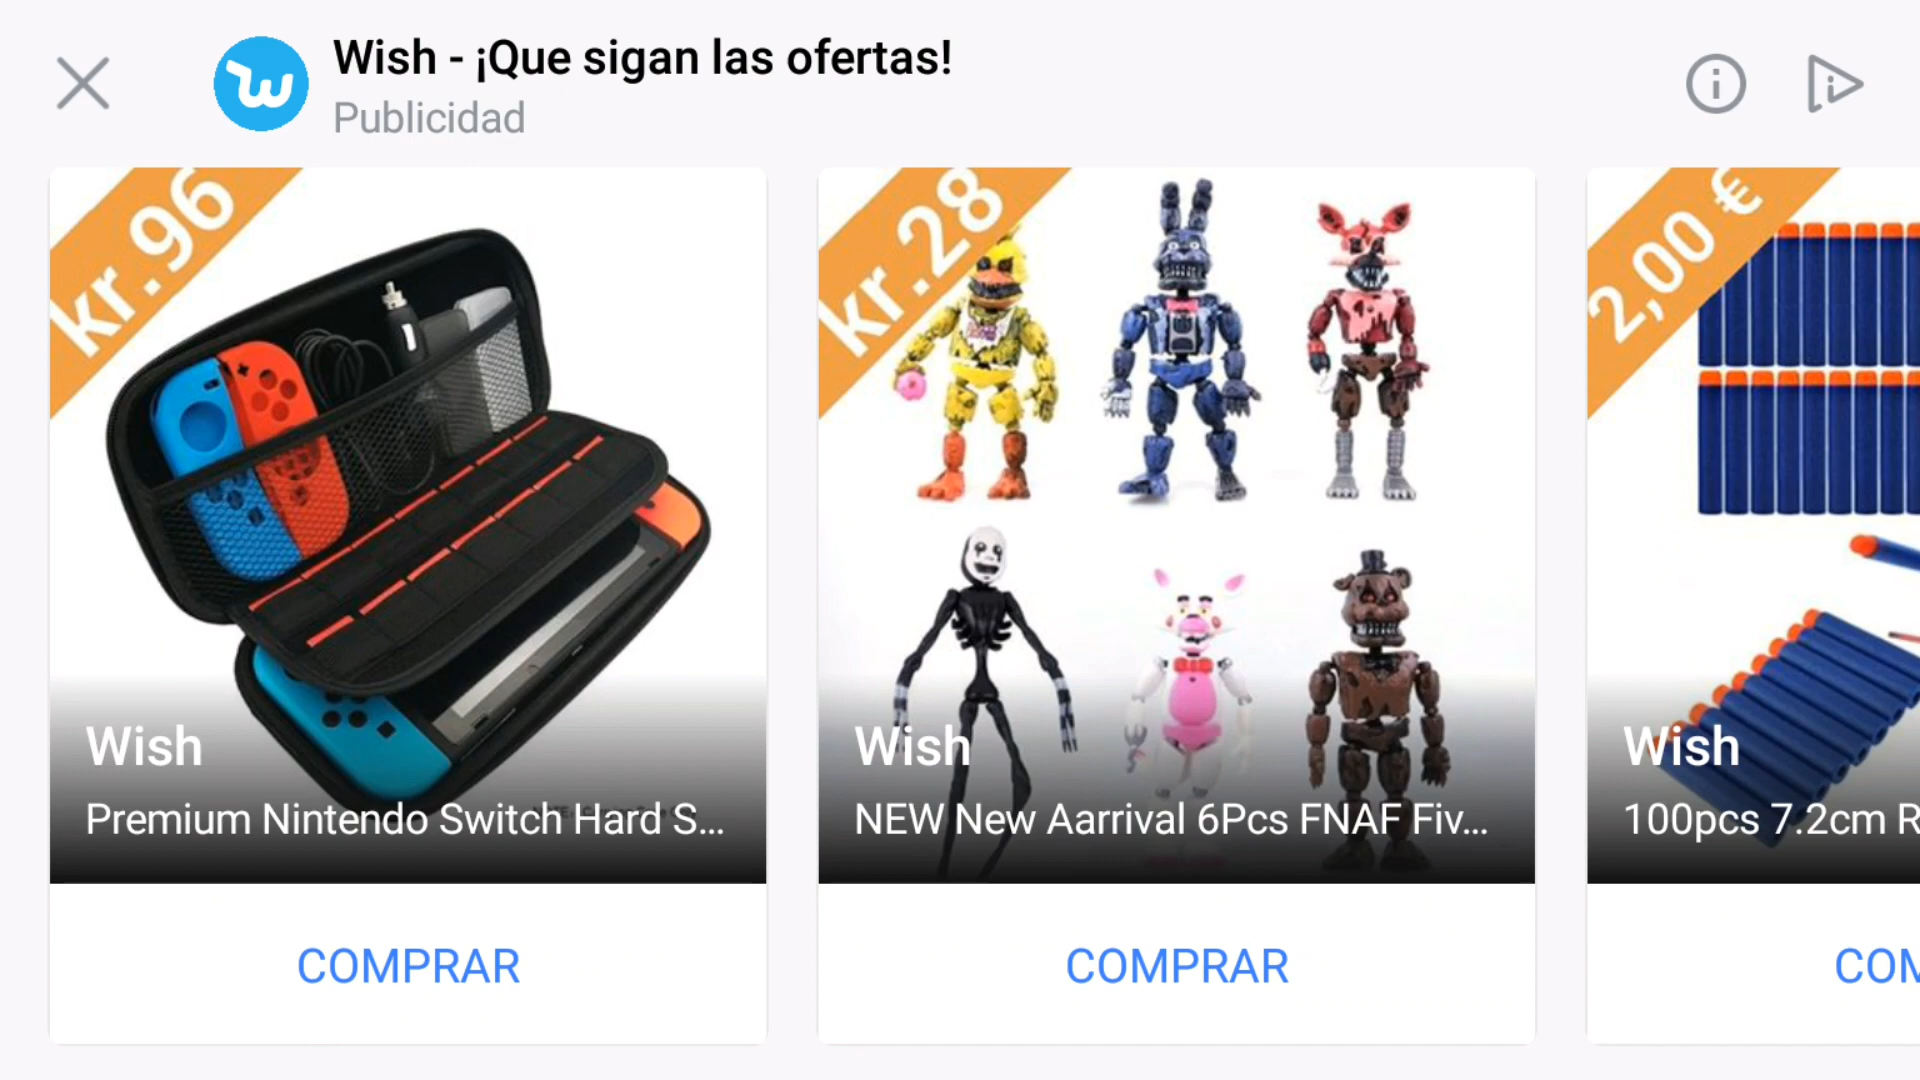 Wish - ¡Que sigan las ofertas!
Publicidad
kr.96
Wish
Premium Nintendo Switch Hard S...
COMPRAR
kr.28
Wish
NEW New Aarrival 6Pcs FNAF Fiv...
COMPRAR
2,00 €
Wish
100pcs 7.2cm R
COM